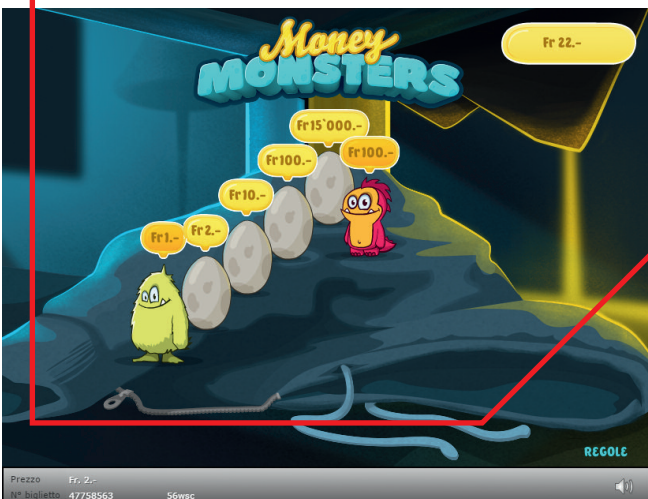 Money
MONSTERS
Fr 22.-
Fr15'000.-
Fr100.-
Fr100.-
Fr10.-
Fr2.-
Fr1.-
REGOLE
Prezzo Fr. 2.-
N° biglietto 47758563 56wsc